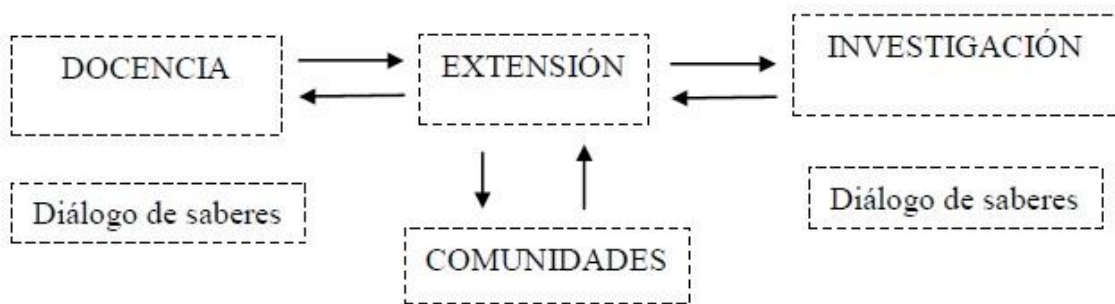 DOCENCIA
EXTENSIÓN
INVESTIGACIÓN
Diálogo de saberes
Diálogo de saberes
COMUNIDADES